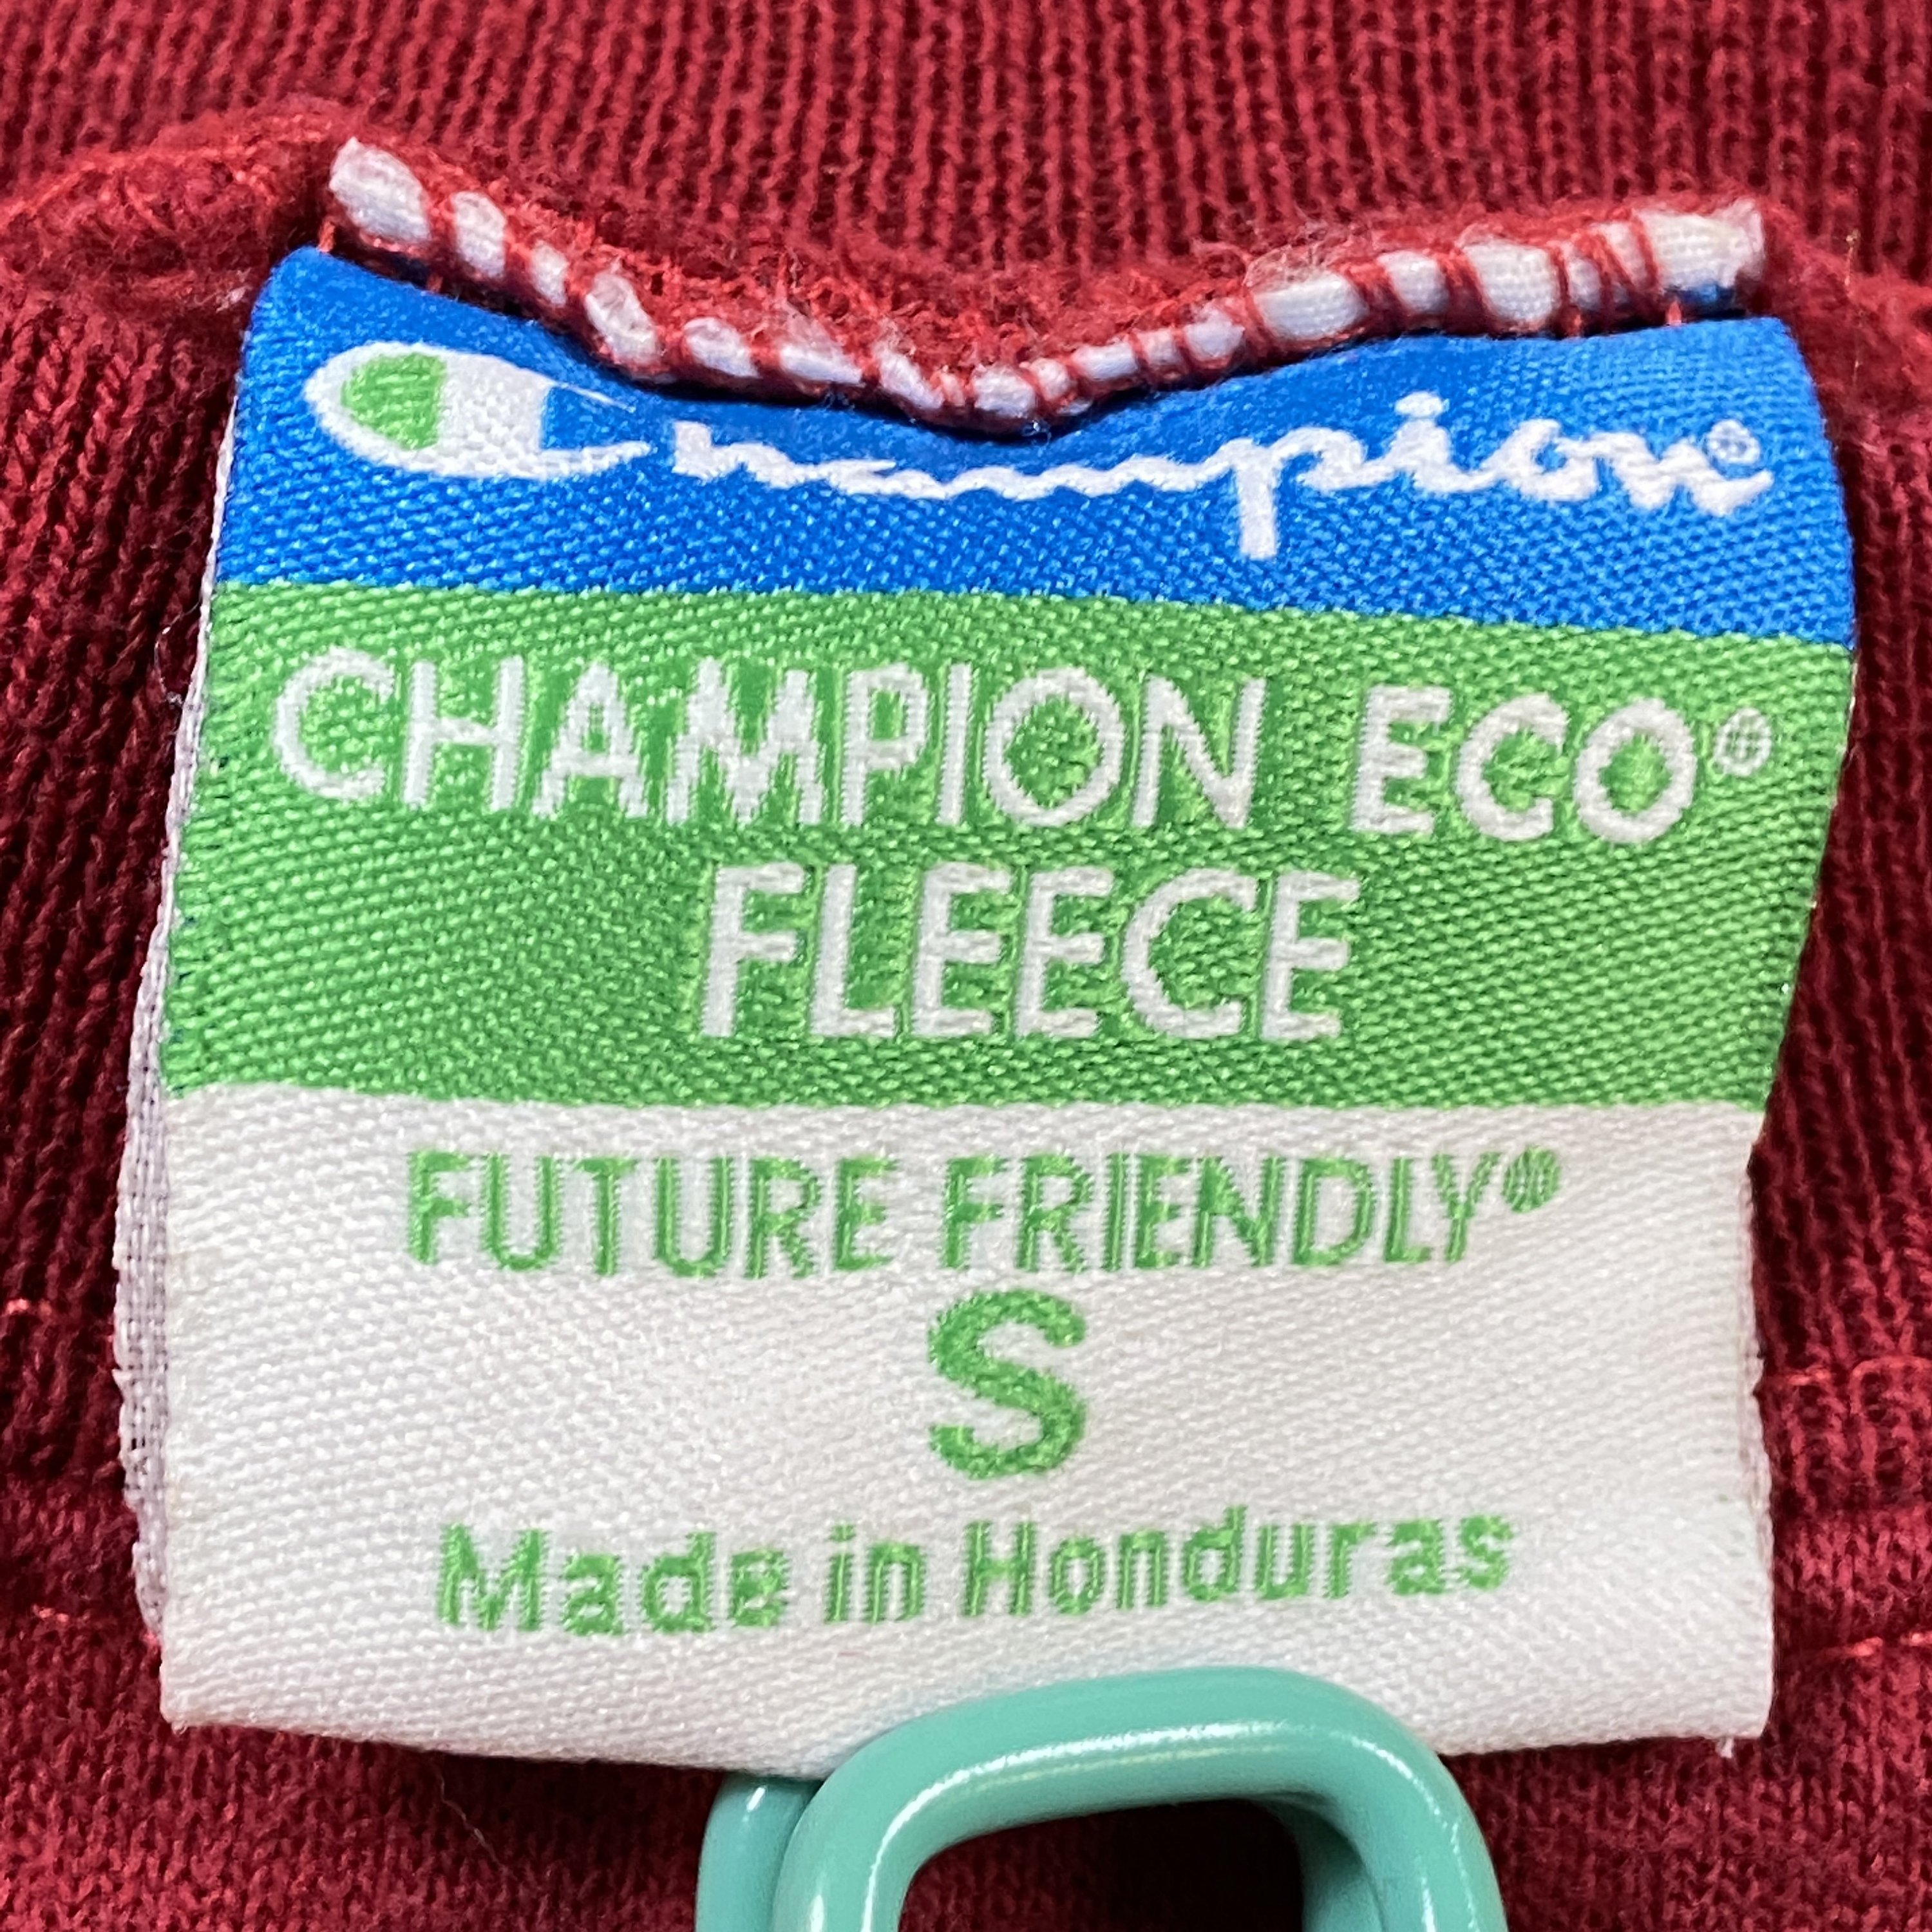 Champion®
CHAMPION ECO®
FLEECE
FUTURE FRIENDLY®
S
Made in Honduras